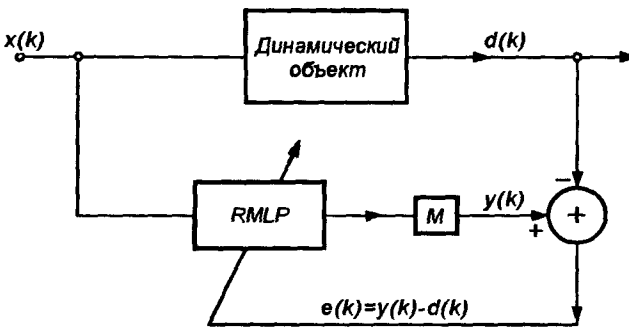 x(k)
Динамический
объект
d(k)
–
RMLP
M
y(k)
+
+
e(k)=y(k)-d(k)